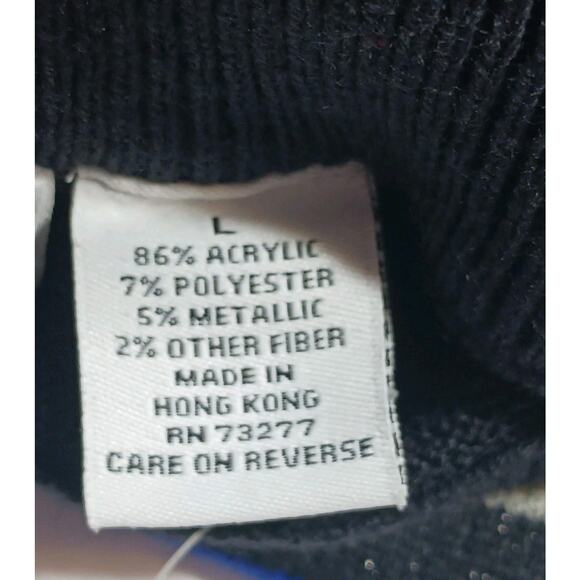 L
86% ACRYLIC
7% POLYESTER
5% METALLIC
2% OTHER FIBER
MADE IN
HONG KONG
RN 73277
CARE ON REVERSE